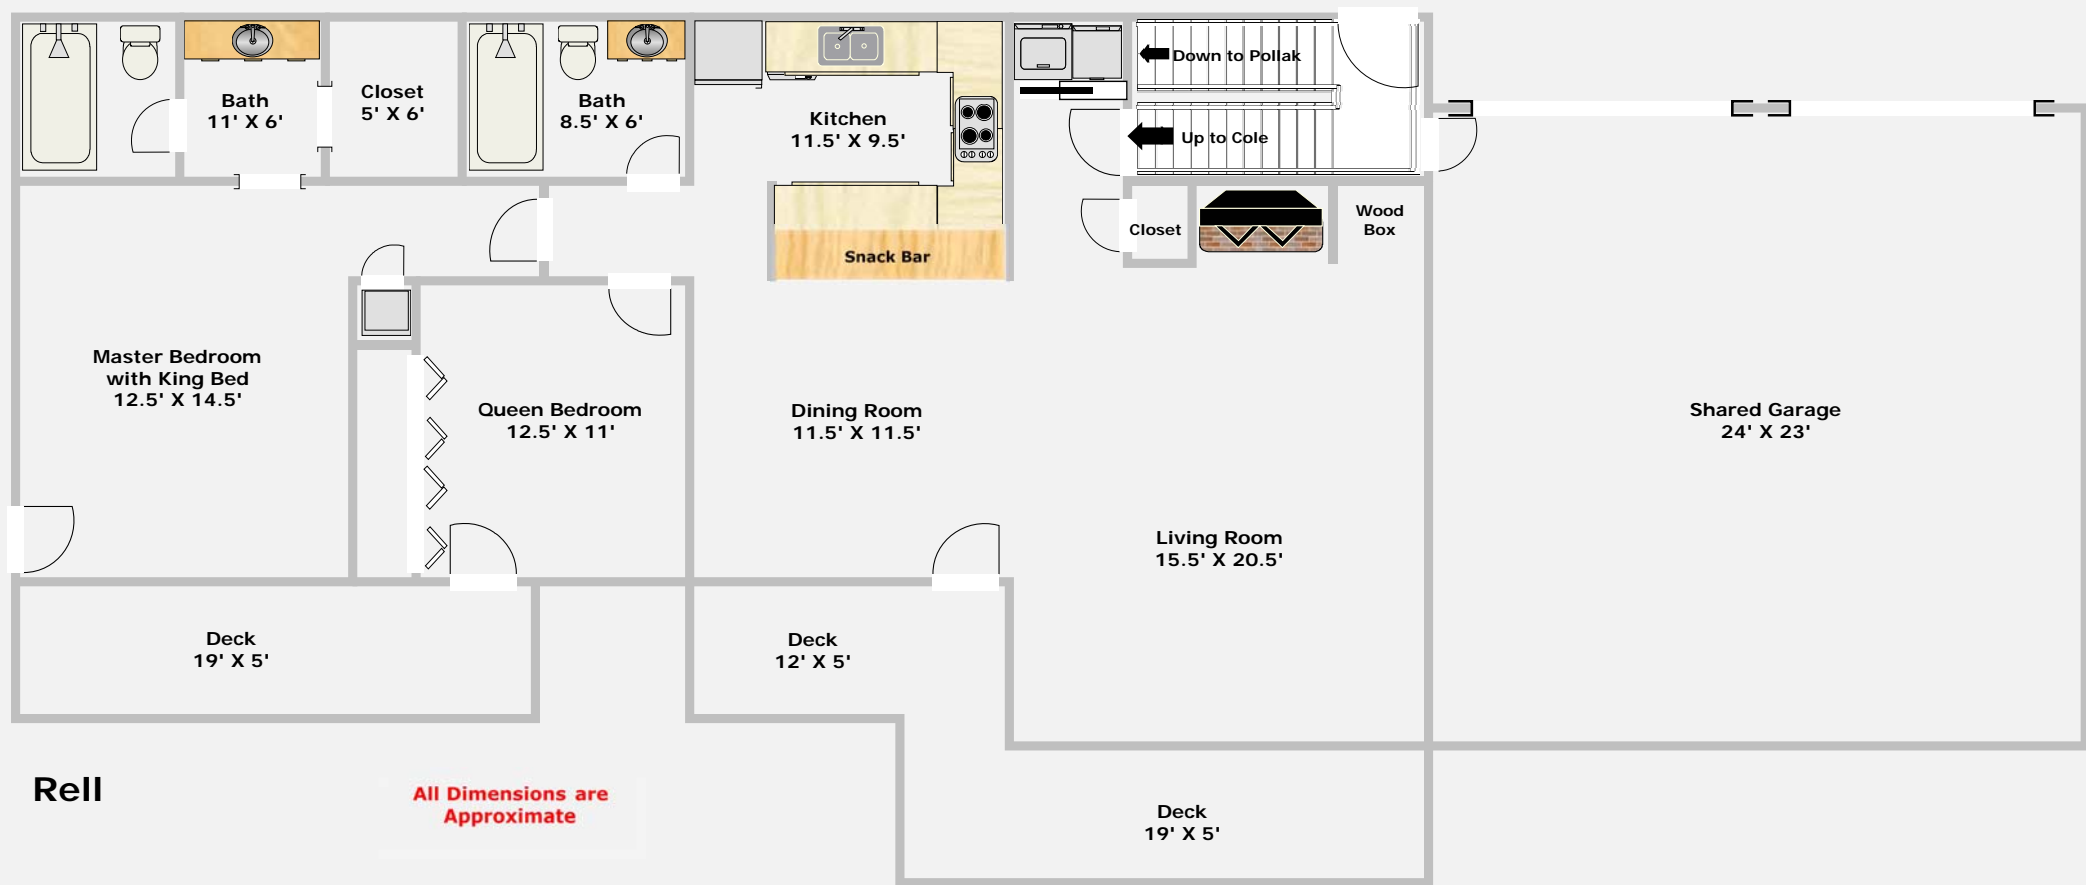 Bath
11' X 6'
Closet
5' X 6'
Bath
8.5' X 6'
Kitchen
11.5' X 9.5'
Down to Pollak
Up to Cole
Closet
Wood
Box
Snack Bar
Master Bedroom
with King Bed
12.5' X 14.5'
Queen Bedroom
12.5' X 11'
Dining Room
11.5' X 11.5'
Living Room
15.5' X 20.5'
Shared Garage
24' X 23'
Deck
19' X 5'
Deck
12' X 5'
Deck
19' X 5'
Rell
All Dimensions are
Approximate